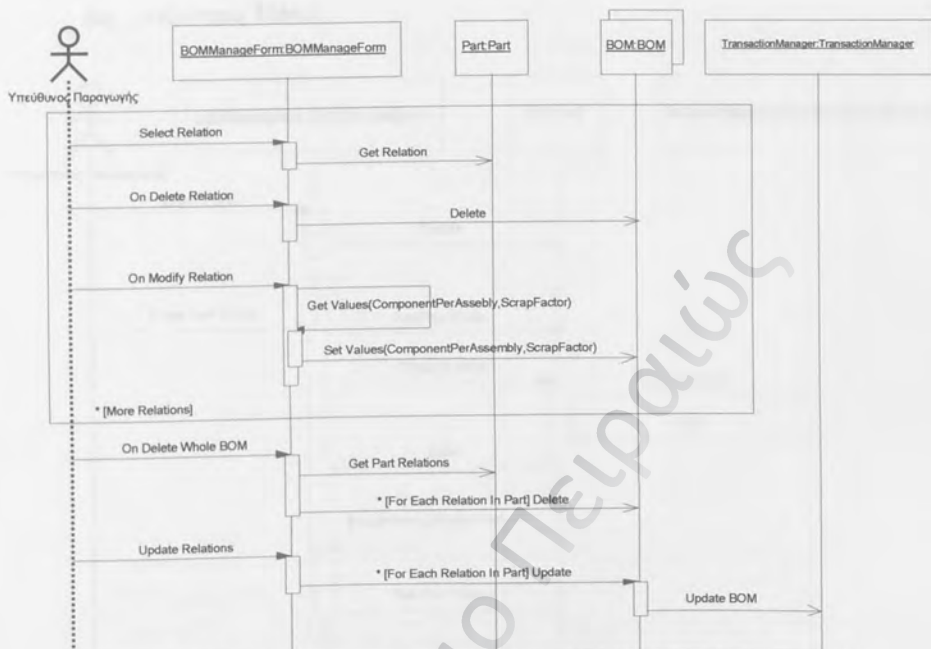 BOMManageForm:BOMManageForm
Part:Part
BOM:BOM
TransactionManager:TransactionManager
Υπεύθυνος Παραγωγής
Select Relation
Get Relation
On Delete Relation
Delete
On Modify Relation
Get Values(ComponentPerAssebly,ScrapFactor)
Set Values(ComponentPerAssembly,ScrapFactor)
* [More Relations]
On Delete Whole BOM
Get Part Relations
* [For Each Relation In Part] Delete
Update Relations
* [For Each Relation In Part] Update
Update BOM
Πειραιώς